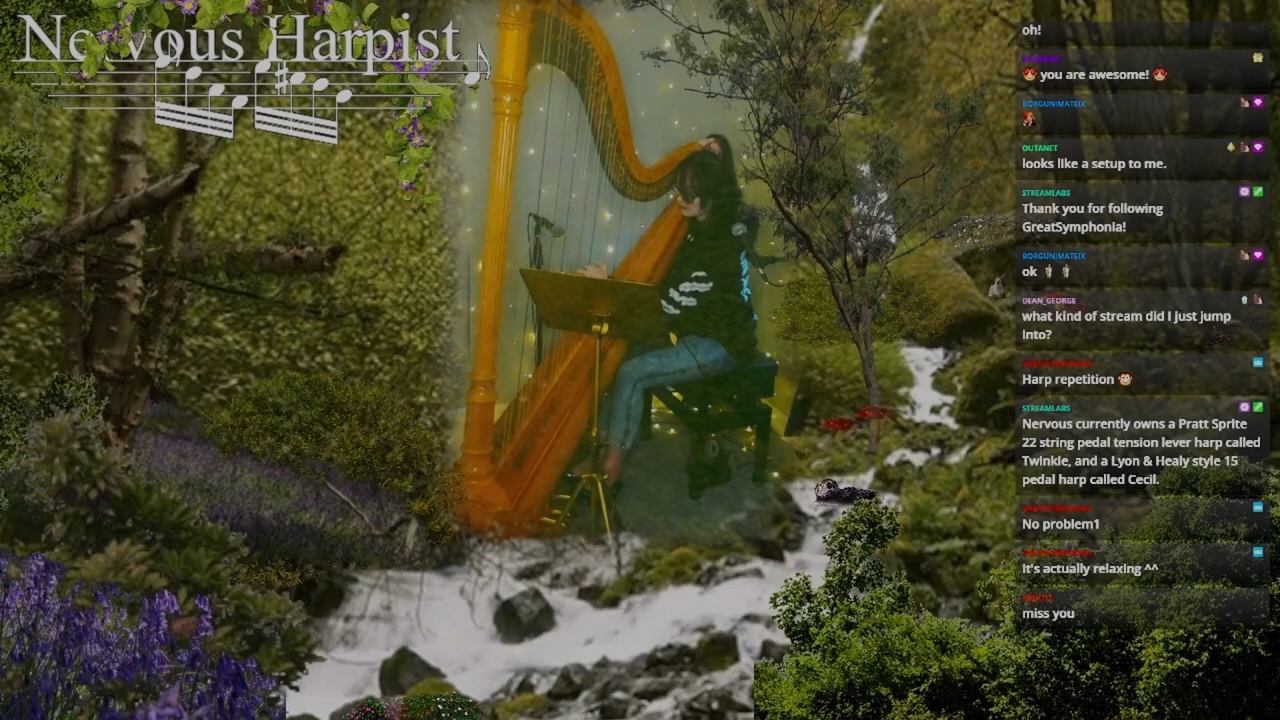 Nervous Harpist
oh!
you are awesome!
BORGUNIMATEIX
OUTANET
looks like a setup to me.
STREAMLABS
Thank you for following
GreatSymphonia!
BORGUNIMATEIX
ok
DEAN_GEORGE
what kind of stream did I just jump
into?
Harp repetition
STREAMLABS
Nervous currently owns a Pratt Sprite
22 string pedal tension lever harp called
Twinkie, and a Lyon & Healy style 15
pedal harp called Cecil.
No problem1
It's actually relaxing ^^
miss you